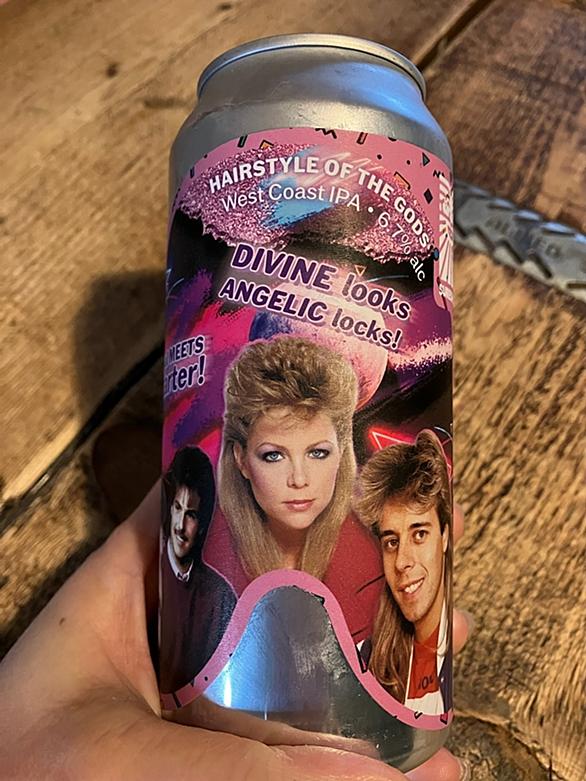 HAIRSTYLE OF THE GODS
West Coast IPA • 6.7% alc
DIVINE looks
ANGELIC locks!
MEETS
rter!